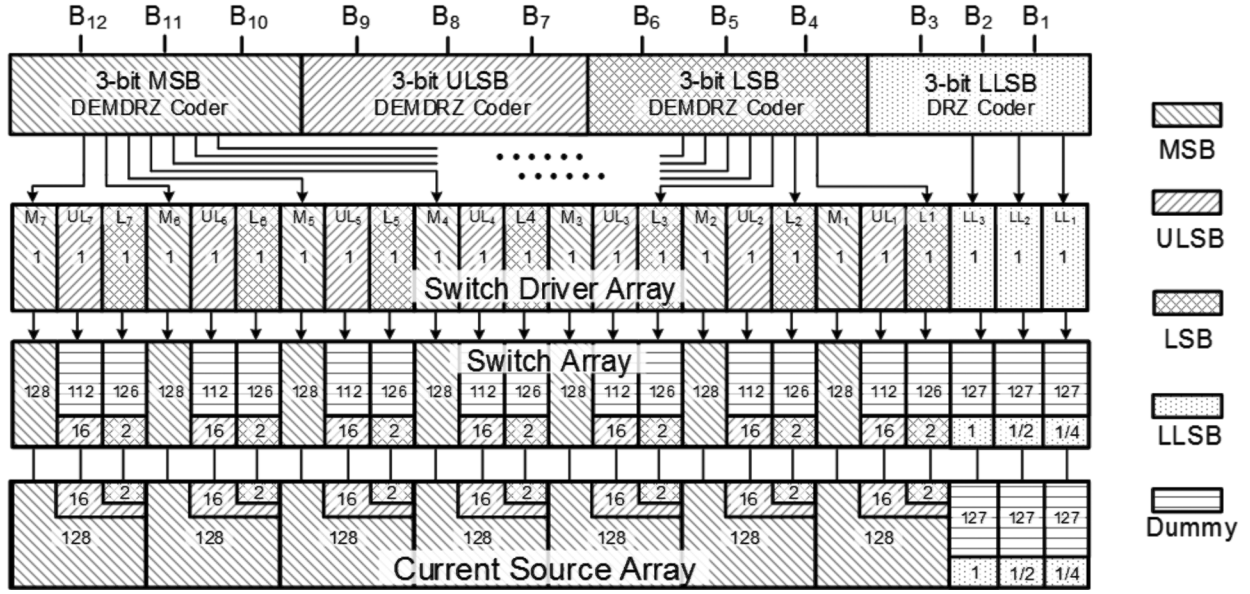 B12 B11 B10 B9 B8 B7 B6 B5 B4 B3 B2 B1
3-bit MSB 3-bit ULSB 3-bit LSB 3-bit LLSB
DEMDRZ Coder DEMDRZ Coder DEMDRZ Coder DRZ Coder
M7 UL7 L7 M6 UL6 L6 M5 UL5 L5 M4 UL4 L4 M3 UL3 L3 M2 UL2 L2 M1 UL1 L1 LL3 LL2 LL1
1 1 1 1 1 1 1 1 1 1 1 1 1 1 1 1 1 1 1 1 1 1 1 1
Switch Driver Array
Switch Array
128 112 126 128 112 126 128 112 126 128 112 126 128 112 126 128 112 126 128 112 126 127 127 127
16 2 16 2 16 2 16 2 16 2 16 2 16 2 1 1/2 1/4
16 2 16 2 16 2 16 2 16 2 16 2 16 2 127 127 127
128 128 128 128 128 128 128
Current Source Array
1 1/2 1/4
MSB
ULSB
LSB
LLSB
Dummy